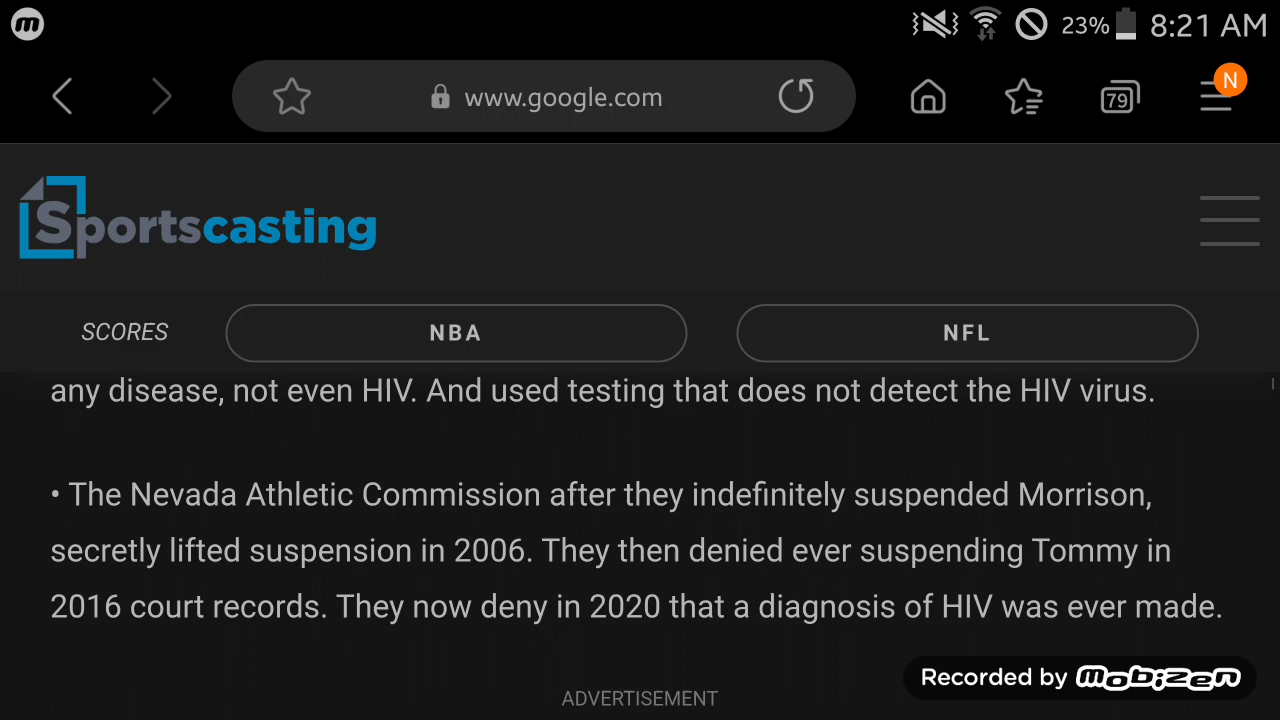 23% 8:21 AM
www.google.com
79
N
Sportscasting
SCORES NBA NFL
any disease, not even HIV. And used testing that does not detect the HIV virus.
• The Nevada Athletic Commission after they indefinitely suspended Morrison,
secretly lifted suspension in 2006. They then denied ever suspending Tommy in
2016 court records. They now deny in 2020 that a diagnosis of HIV was ever made.
Recorded by mobizen
ADVERTISEMENT